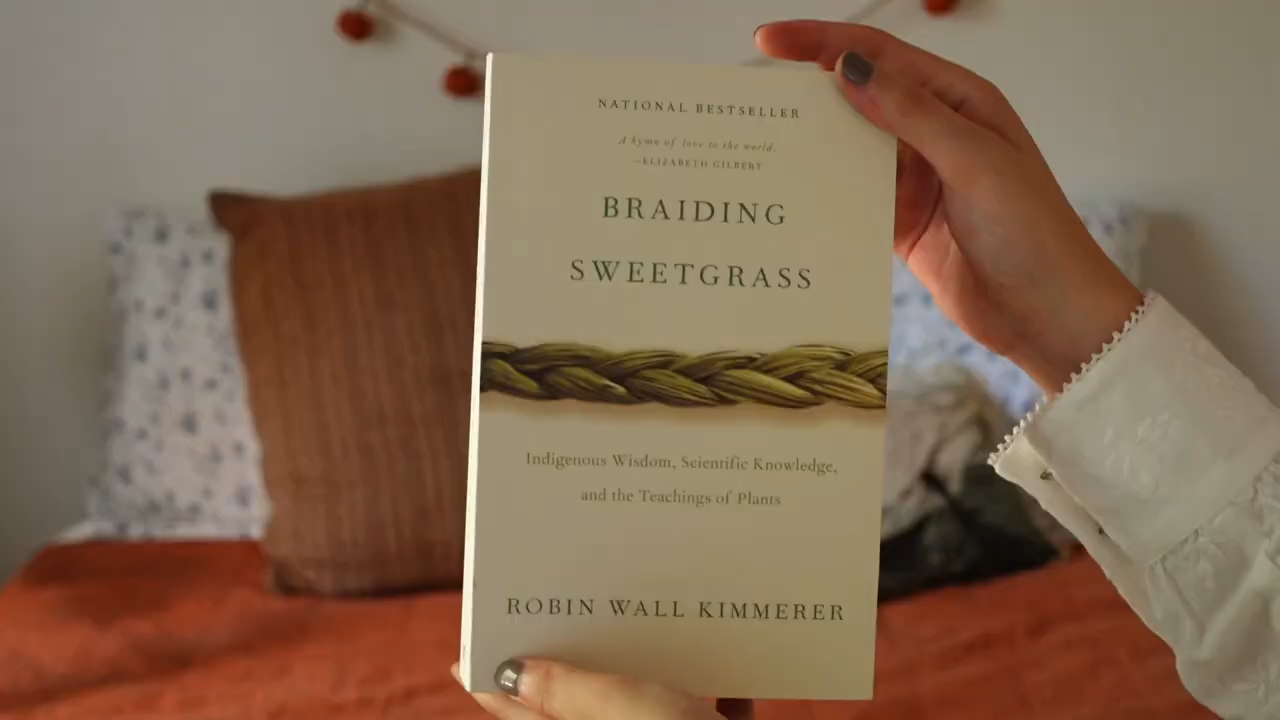 NATIONAL BESTSELLER
A hymn of love to the world.
—ELIZABETH GILBERT
BRAIDING
SWEETGRASS
Indigenous Wisdom, Scientific Knowledge,
and the Teachings of Plants
ROBIN WALL KIMMERER